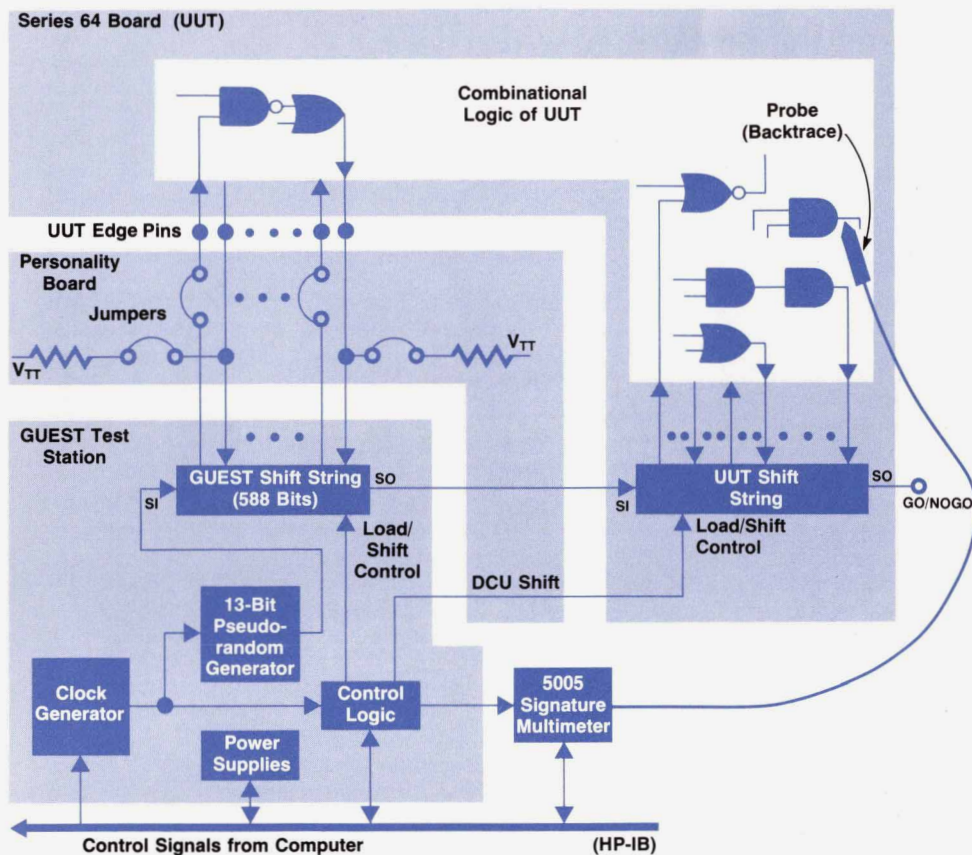 Series 64 Board (UUT)
Combinational
Logic of UUT
Probe
(Backtrace)
UUT Edge Pins
Personality
Board
Jumpers
VTT
VTT
GUEST Test
Station
GUEST Shift String
(588 Bits)
SI
SO
Load/
Shift
Control
UUT Shift
String
SI
SO
GO/NOGO
Load/Shift
Control
DCU Shift
13-Bit
Pseudo-
random
Generator
Clock
Generator
Control
Logic
5005
Signature
Multimeter
Power
Supplies
Control Signals from Computer
(HP-IB)